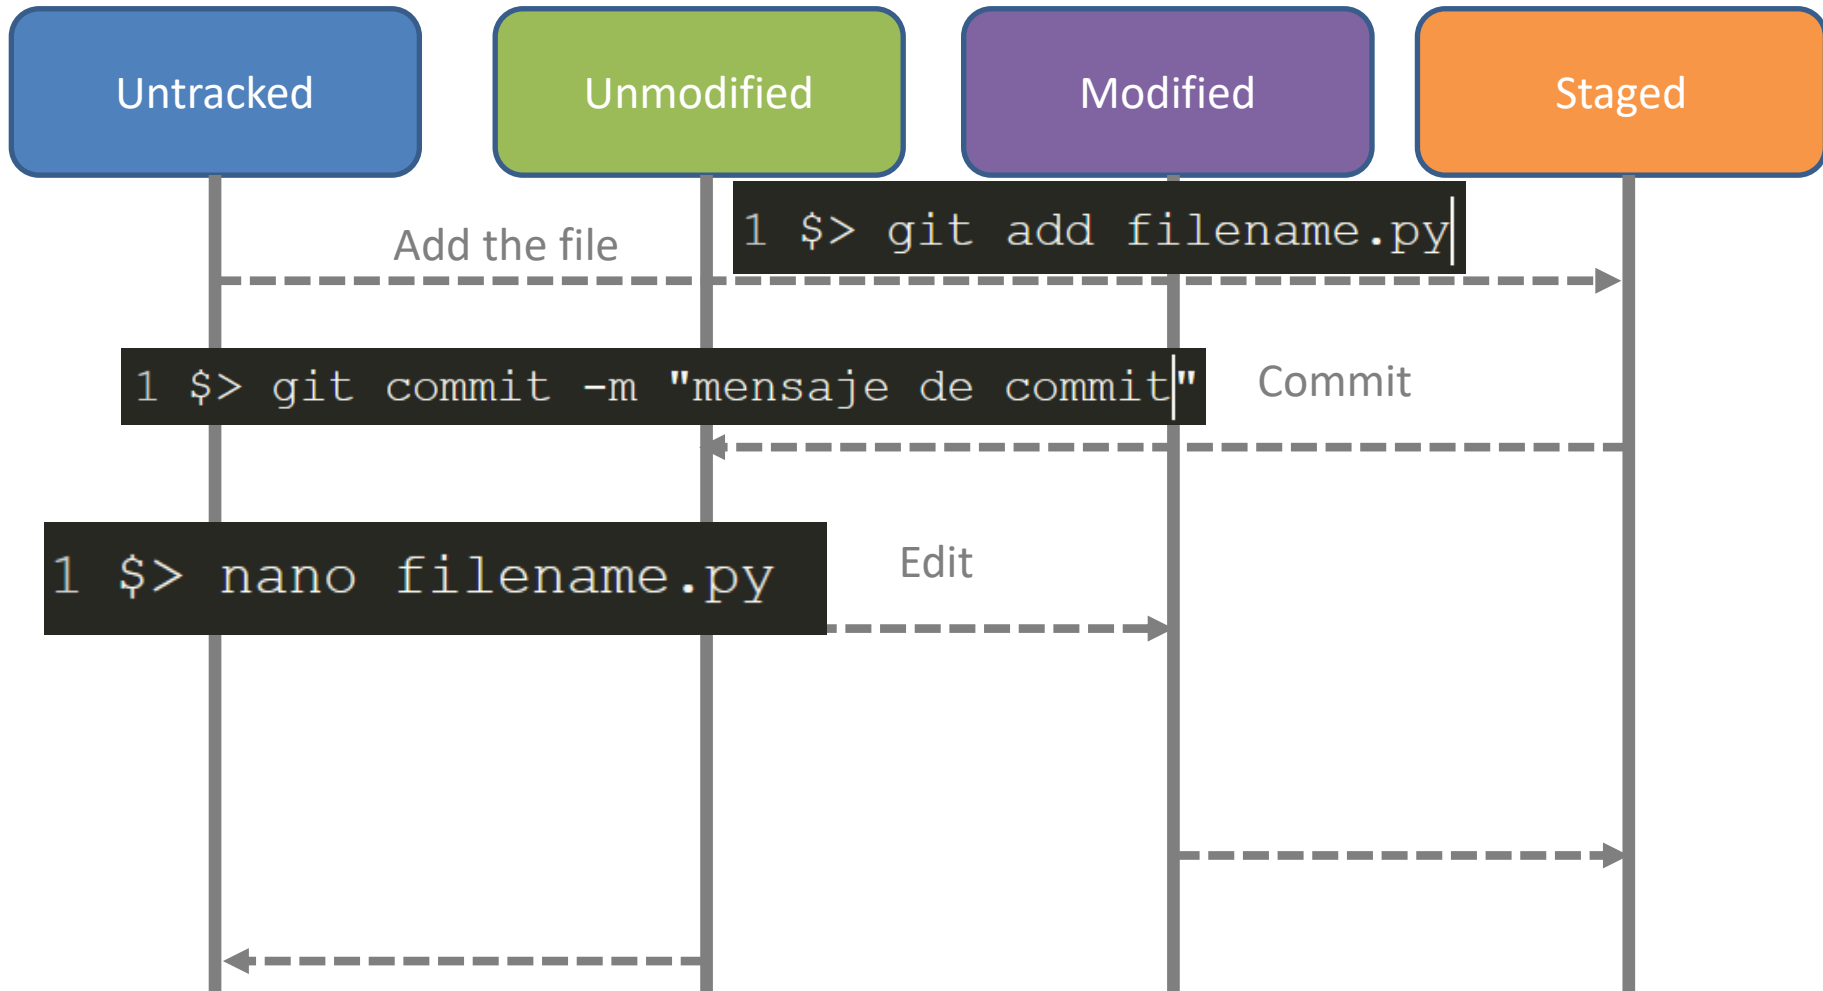 Untracked
Unmodified
Modified
Staged
Add the file
1 $> git add filename.py
1 $> git commit -m "mensaje de commit"
Commit
1 $> nano filename.py
Edit